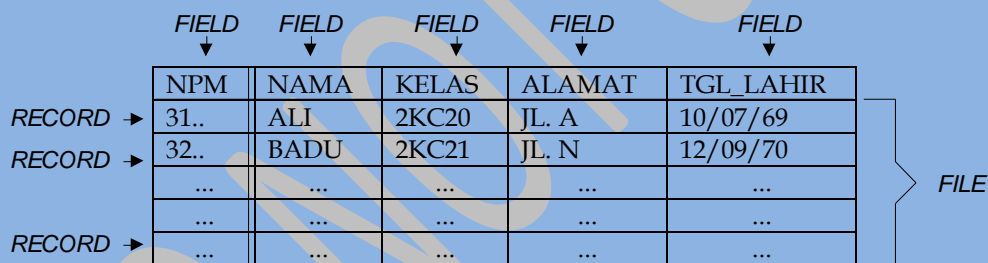 FIELD FIELD FIELD FIELD FIELD
NPM NAMA KELAS ALAMAT TGL_LAHIR
RECORD 31.. ALI 2KC20 JL. A 10/07/69
RECORD 32.. BADU 2KC21 JL. N 12/09/70
... ... ... ... ...
FILE
... ... ... ... ...
RECORD ... ... ... ... ...